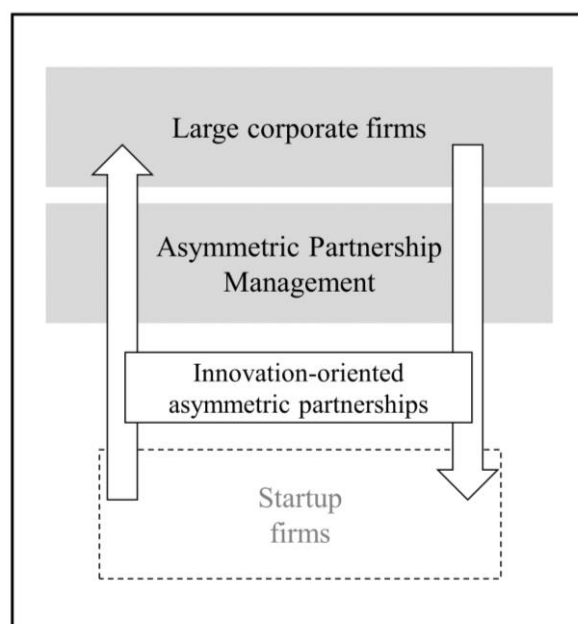 Large corporate firms
Asymmetric Partnership
Management
Innovation-oriented
asymmetric partnerships
Startup
firms